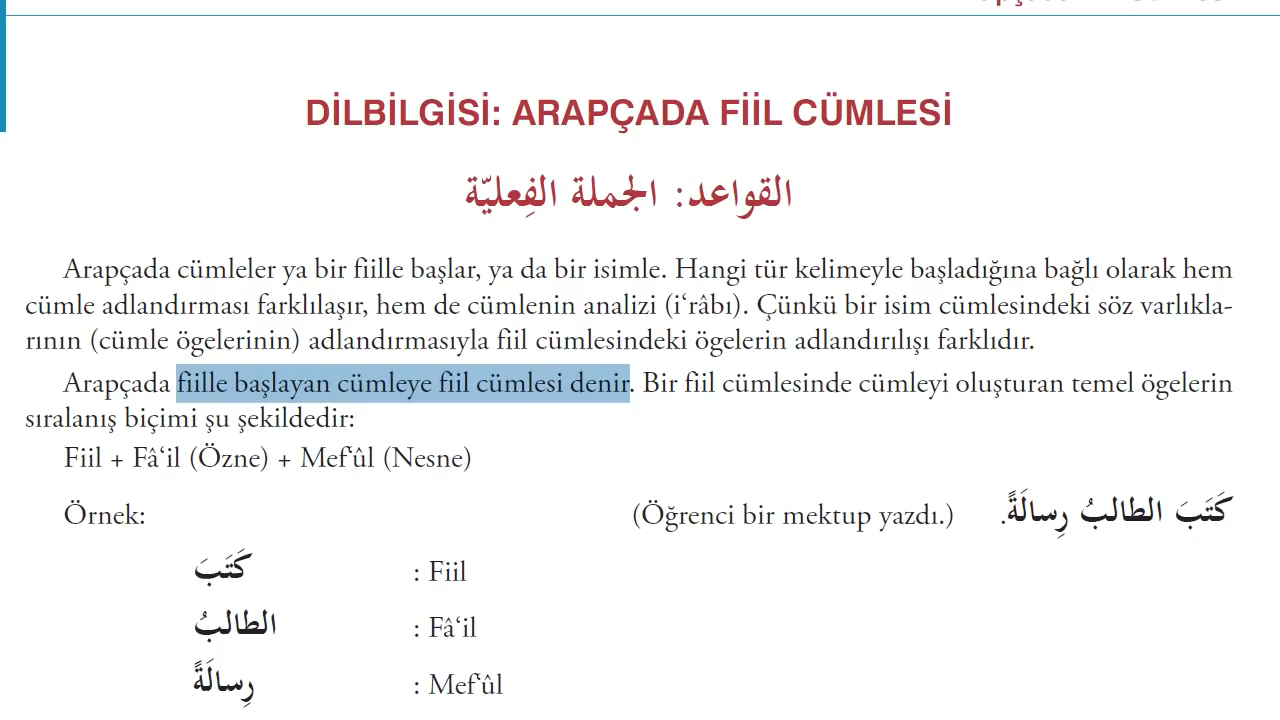 DİLBİLGİSİ: ARAPÇADA FİİL CÜMLESİ
القواعد: الجملة الفِعليّة
Arapçada cümleler ya bir fiille başlar, ya da bir isimle. Hangi tür kelimeyle başladığına bağlı olarak hem
cümle adlandırması farklılaşır, hem de cümlenin analizi (i‘râbı). Çünkü bir isim cümlesindeki söz varlıkla-
rının (cümle ögelerinin) adlandırmasıyla fiil cümlesindeki ögelerin adlandırılışı farklıdır.
Arapçada fiille başlayan cümleye fiil cümlesi denir. Bir fiil cümlesinde cümleyi oluşturan temel ögelerin
sıralanış biçimi şu şekildedir:
Fiil + Fâ‘il (Özne) + Mef‘ûl (Nesne)
Örnek: (Öğrenci bir mektup yazdı.) كَتَبَ الطالبُ رِسالَةً.
كَتَبَ : Fiil
الطالبُ : Fâ‘il
رِسالَةً : Mef‘ûl